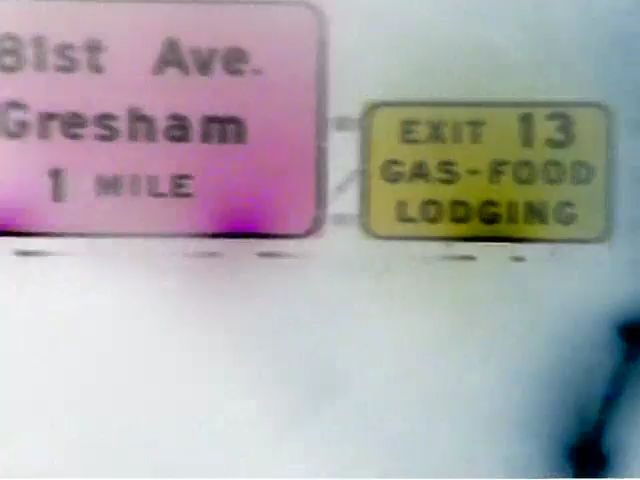 81st Ave.
Gresham
1 MILE
EXIT 13
GAS-FOOD
LODGING